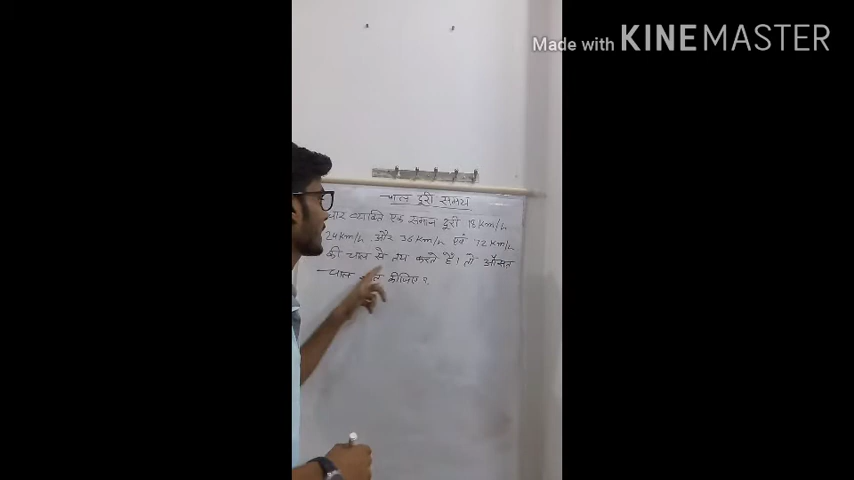 Made with KINEMASTER
चाल दूरी समय
चार व्यक्ति एक समान दूरी 18 km/h
24 km/h और 36 km/h एवं 72 km/h
की चाल से तय करते हैं। तो औसत
चाल कीजिए ?